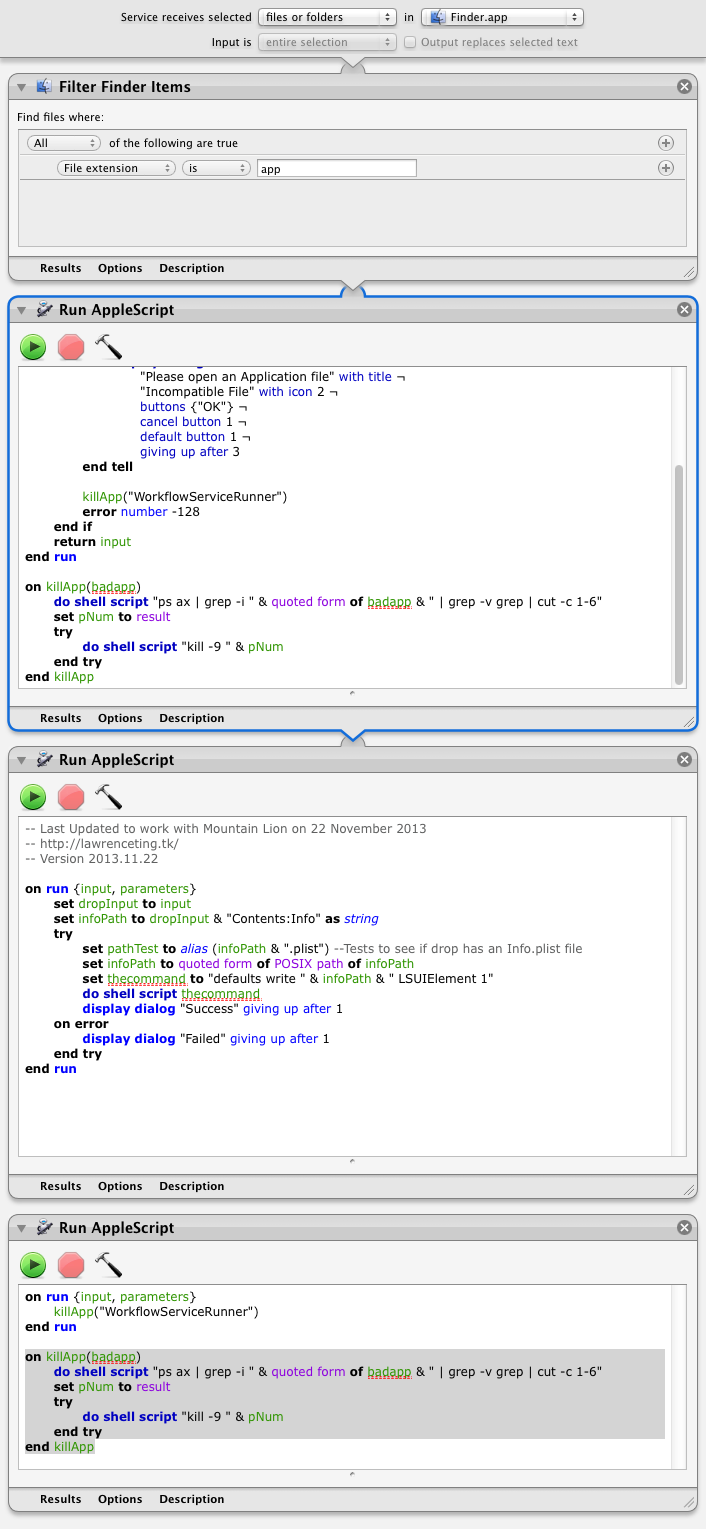 Service receives selected files or folders in Finder.app
Input is entire selection Output replaces selected text
Filter Finder Items
Find files where:
All of the following are true
File extension is app
Results Options Description
Run AppleScript
"Please open an Application file" with title ¬
"Incompatible File" with icon 2 ¬
buttons {"OK"} ¬
cancel button 1 ¬
default button 1 ¬
giving up after 3
end tell
killApp("WorkflowServiceRunner")
error number -128
end if
return input
end run
on killApp(badapp)
do shell script "ps ax | grep -i " & quoted form of badapp & " | grep -v grep | cut -c 1-6"
set pNum to result
try
do shell script "kill -9 " & pNum
end try
end killApp
Results Options Description
Run AppleScript
-- Last Updated to work with Mountain Lion on 22 November 2013
-- http://lawrenceting.tk/
-- Version 2013.11.22
on run {input, parameters}
set dropInput to input
set infoPath to dropInput & "Contents:Info" as string
try
set pathTest to alias (infoPath & ".plist") --Tests to see if drop has an Info.plist file
set infoPath to quoted form of POSIX path of infoPath
set thecommand to "defaults write " & infoPath & " LSUIElement 1"
do shell script thecommand
display dialog "Success" giving up after 1
on error
display dialog "Failed" giving up after 1
end try
end run
Results Options Description
Run AppleScript
on run {input, parameters}
killApp("WorkflowServiceRunner")
end run
on killApp(badapp)
do shell script "ps ax | grep -i " & quoted form of badapp & " | grep -v grep | cut -c 1-6"
set pNum to result
try
do shell script "kill -9 " & pNum
end try
end killApp
Results Options Description